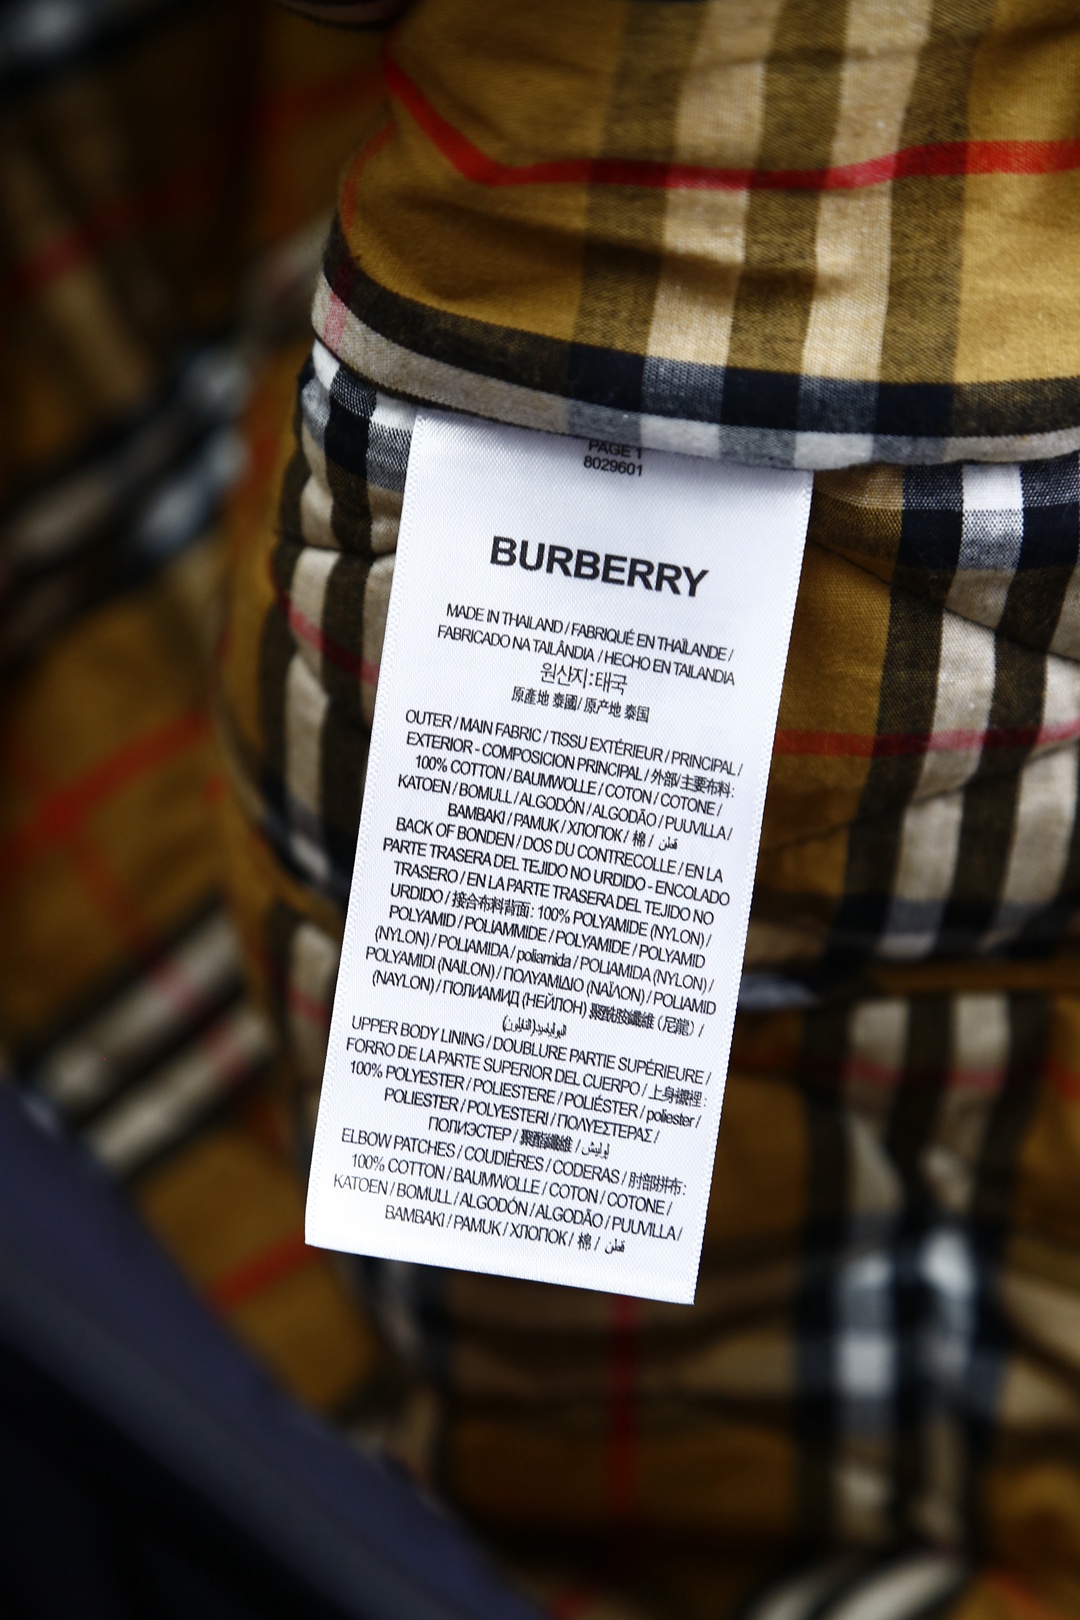 PAGE 1
8029601
BURBERRY
MADE IN THAILAND / FABRIQUÉ EN THAÏLANDE /
FABRICADO NA TAILÂNDIA / HECHO EN TAILANDIA
원산지:태국
原產地 泰國/ 原产地 泰国
OUTER / MAIN FABRIC / TISSU EXTÉRIEUR / PRINCIPAL /
EXTERIOR - COMPOSICION PRINCIPAL / 外部/主要布料:
100% COTTON / BAUMWOLLE / COTON / COTONE /
KATOEN / BOMULL / ALGODÓN / ALGODÃO / PUUVILLA /
BAMBAKI / PAMUK / ХЛОПОК / 棉 / قطن
BACK OF BONDEN / DOS DU CONTRECOLLE / EN LA
PARTE TRASERA DEL TEJIDO NO URDIDO - ENCOLADO
TRASERO / EN LA PARTE TRASERA DEL TEJIDO NO
URDIDO / 接合布料背面: 100% POLYAMIDE (NYLON) /
POLYAMID / POLIAMMIDE / POLYAMIDE / POLYAMID
(NYLON) / POLIAMIDA / poliamida / POLIAMIDA (NYLON) /
POLYAMIDI (NAILON) / ΠΟΛΥΑΜΙΔΙΟ (ΝΑΪΛΟΝ) / POLIAMID
(NAYLON) / ПОЛИАМИД (НЕЙЛОН) 聚酰胺纖維 (尼龍) /
UPPER BODY LINING / DOUBLURE PARTIE SUPÉRIEURE /
FORRO DE LA PARTE SUPERIOR DEL CUERPO / 上身襯裡 :
100% POLYESTER / POLIESTERE / POLIÉSTER / poliester /
POLIESTER / POLYESTERI / ΠΟΛΥΕΣΤΕΡΑΣ /
ПОЛИЭСТЕР / 聚酯纖維 /
ELBOW PATCHES / COUDIÈRES / CODERAS / 肘部拼布:
100% COTTON / BAUMWOLLE / COTON / COTONE /
KATOEN / BOMULL / ALGODÓN / ALGODÃO / PUUVILLA /
BAMBAKI / PAMUK / ХЛОПОК / 棉 / قطن